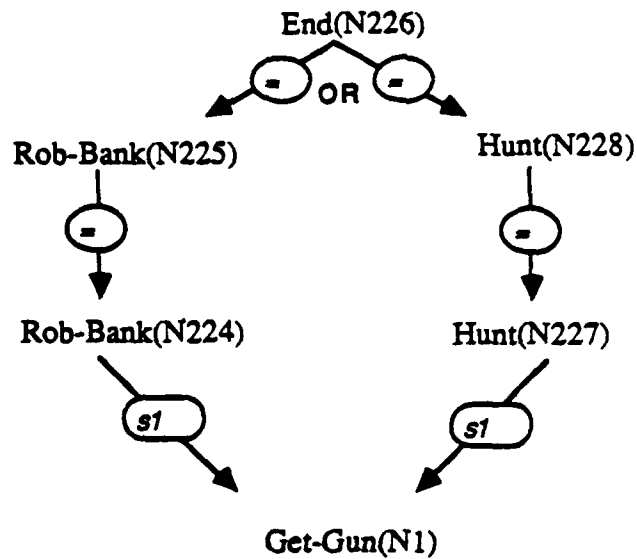 End(N226)
= OR =
Rob-Bank(N225) Hunt(N228)
= =
Rob-Bank(N224) Hunt(N227)
s1 s1
Get-Gun(N1)